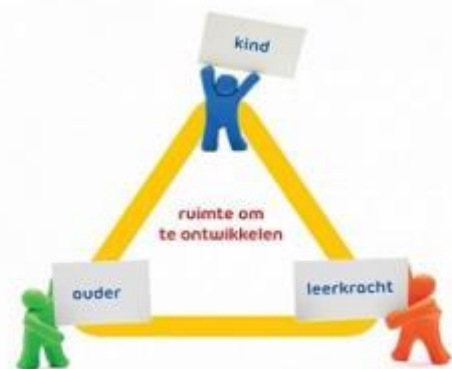 kind
ruimte om
te ontwikkelen
ouder
leerkracht